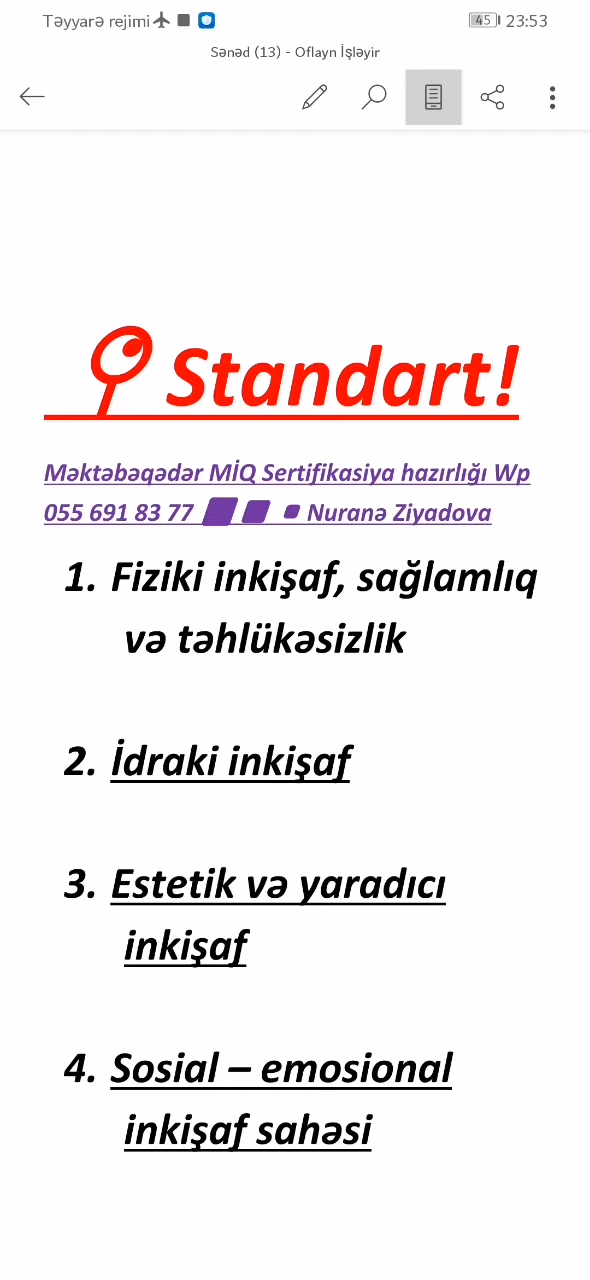 Təyyarə rejimi 45 23:53
Sənəd (13) - Oflayn İşləyir
Standart!
Məktəbəqədər MİQ Sertifikasiya hazırlığı Wp
055 691 83 77 Nuranə Ziyadova
1. Fiziki inkişaf, sağlamlıq
və təhlükəsizlik
2. İdraki inkişaf
3. Estetik və yaradıcı
inkişaf
4. Sosial – emosional
inkişaf sahəsi